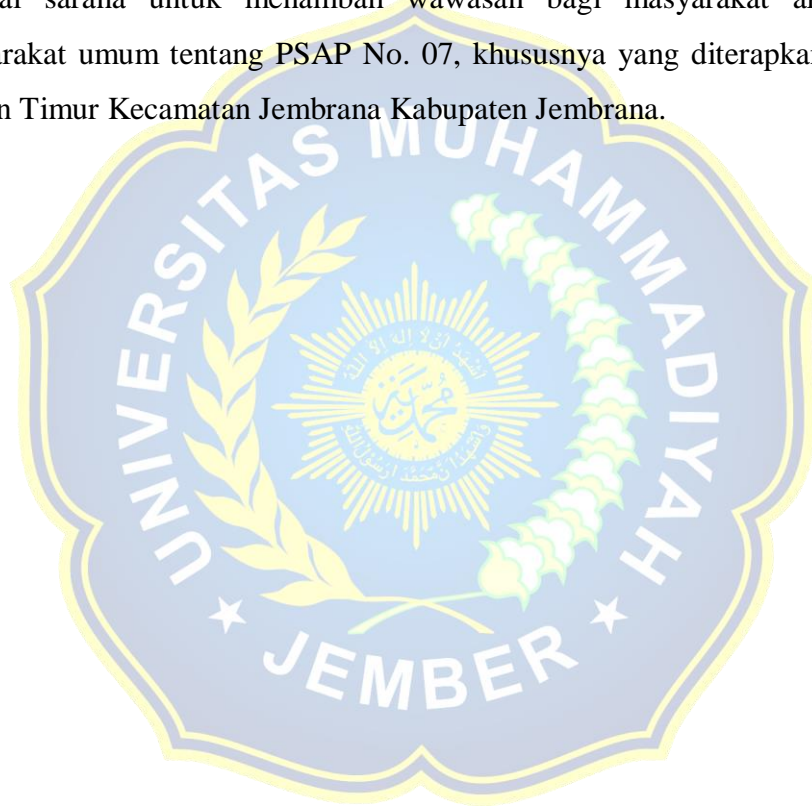 sarana untuk menambah wawasan bagi masyarakat
umum tentang PSAP No. 07, khususnya yang diterapkan
Timur Kecamatan Jembrana Kabupaten Jembrana.
UNIVERSITAS MUHAMMADIYAH
JEMBER